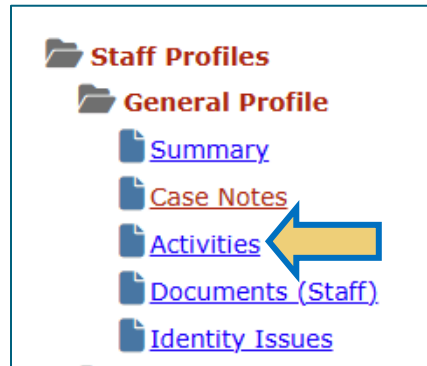 Staff Profiles
General Profile
Summary
Case Notes
Activities
Documents (Staff)
Identity Issues